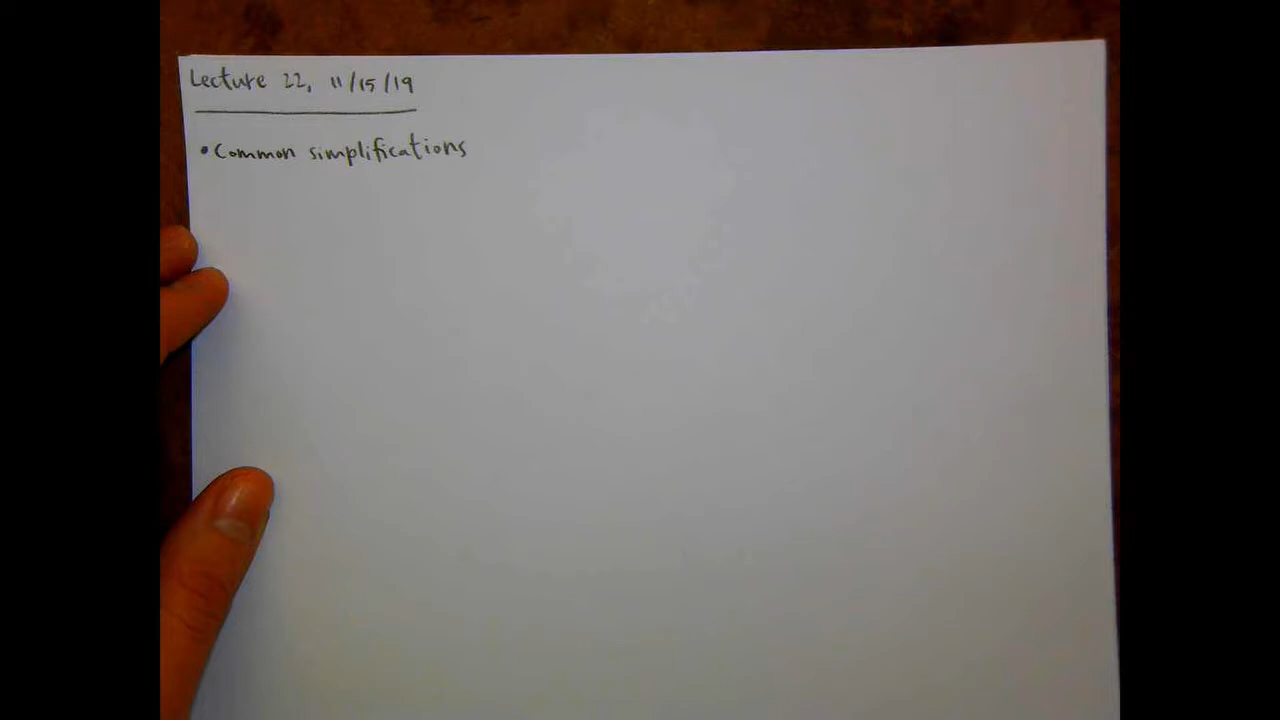 Lecture 22, 11/15/19
• Common simplifications